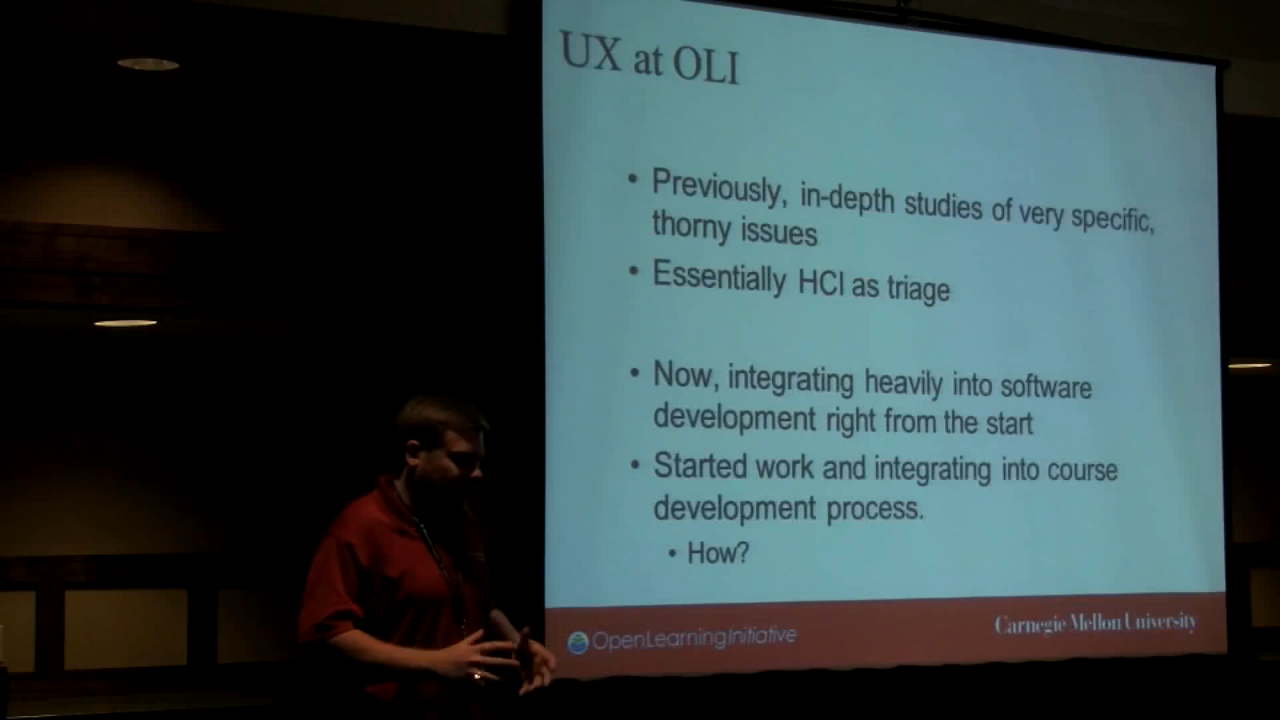 UX at OLI
• Previously, in-depth studies of very specific,
thorny issues
• Essentially HCI as triage
• Now, integrating heavily into software
development right from the start
• Started work and integrating into course
development process.
• How?
OpenLearningInitiative
Carnegie Mellon University